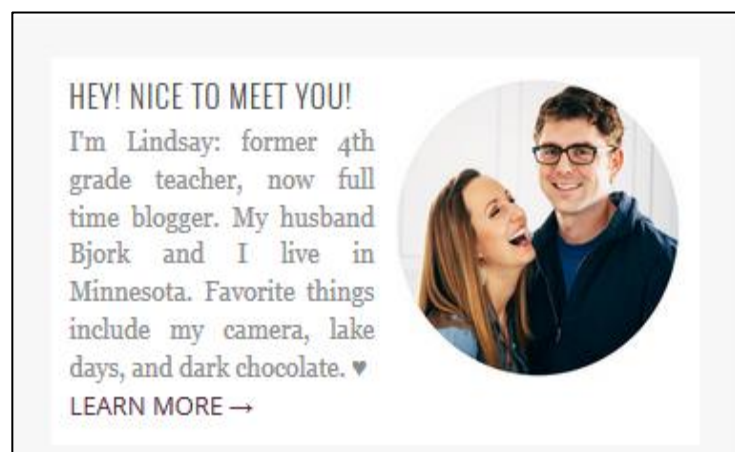 HEY! NICE TO MEET YOU!
I'm Lindsay: former 4th
grade teacher, now full
time blogger. My husband
Bjork and I live in
Minnesota. Favorite things
include my camera, lake
days, and dark chocolate. ♥
LEARN MORE →